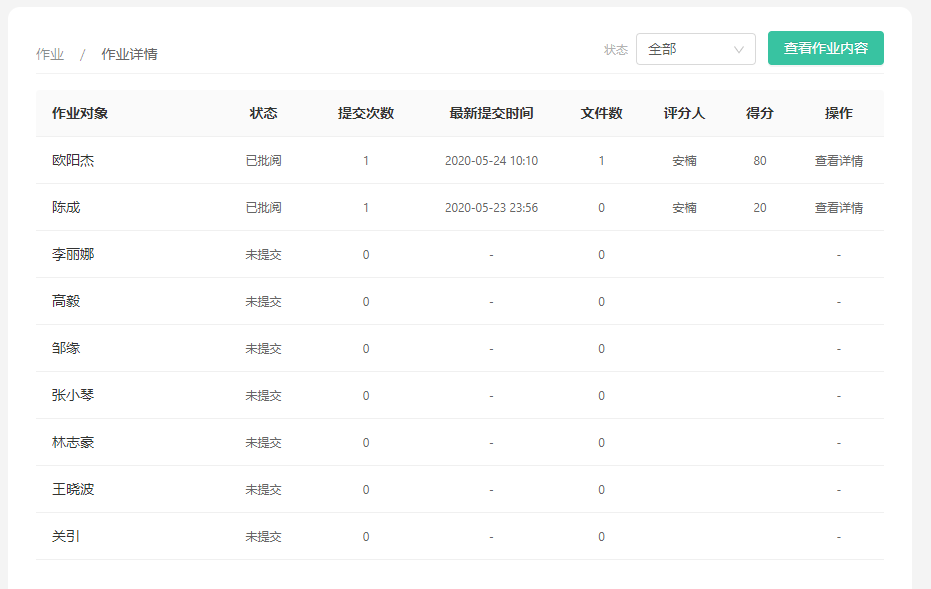 作业 / 作业详情 状态 全部 查看作业内容
作业对象 状态 提交次数 最新提交时间 文件数 评分人 得分 操作
欧阳杰 已批阅 1 2020-05-24 10:10 1 安楠 80 查看详情
陈成 已批阅 1 2020-05-23 23:56 0 安楠 20 查看详情
李丽娜 未提交 0 - 0 -
高毅 未提交 0 - 0 -
邹缘 未提交 0 - 0 -
张小琴 未提交 0 - 0 -
林志豪 未提交 0 - 0 -
王晓波 未提交 0 - 0 -
关引 未提交 0 - 0 -